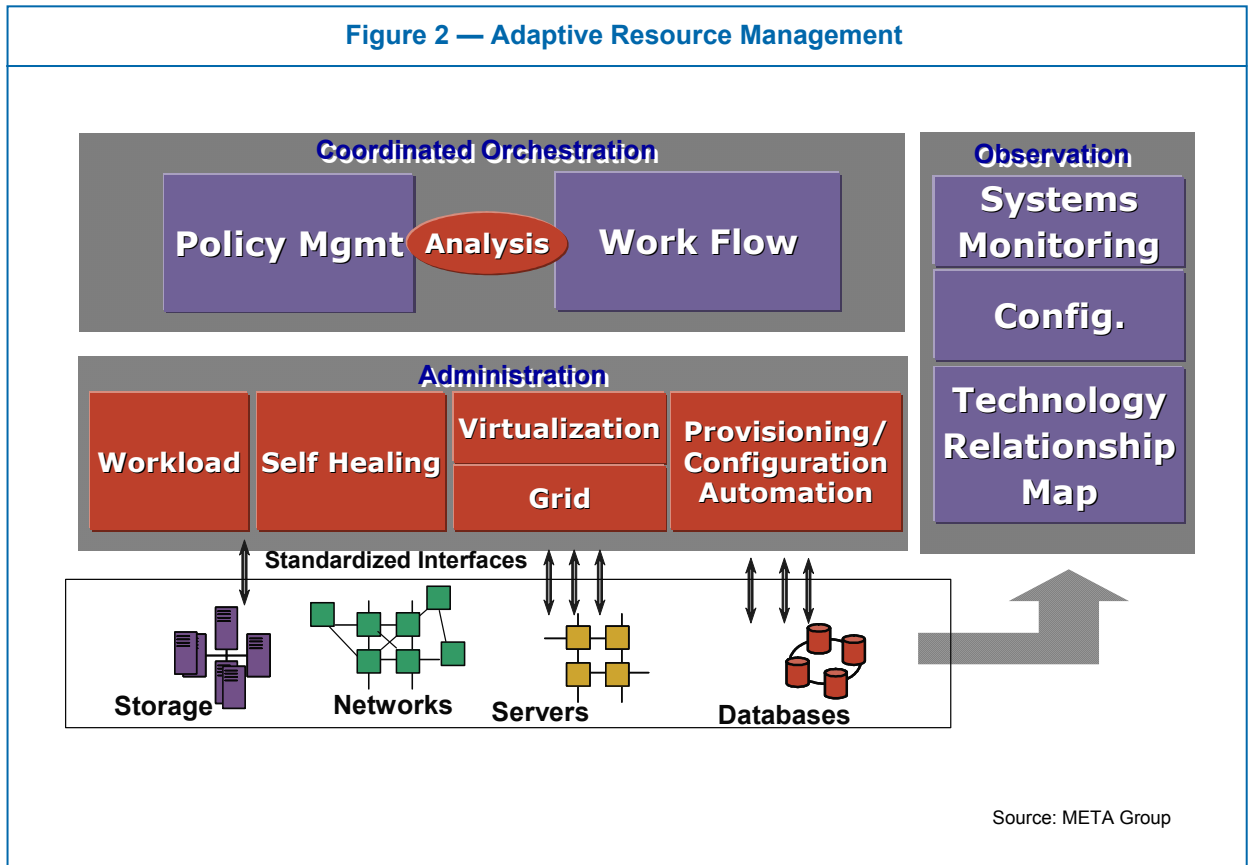 Figure 2 — Adaptive Resource Management
Coordinated Orchestration
Policy Mgmt
Analysis
Work Flow
Observation
Systems
Monitoring
Config.
Technology
Relationship
Map
Administration
Workload
Self Healing
Virtualization
Grid
Provisioning/
Configuration
Automation
Standardized Interfaces
Storage
Networks
Servers
Databases
Source: META Group